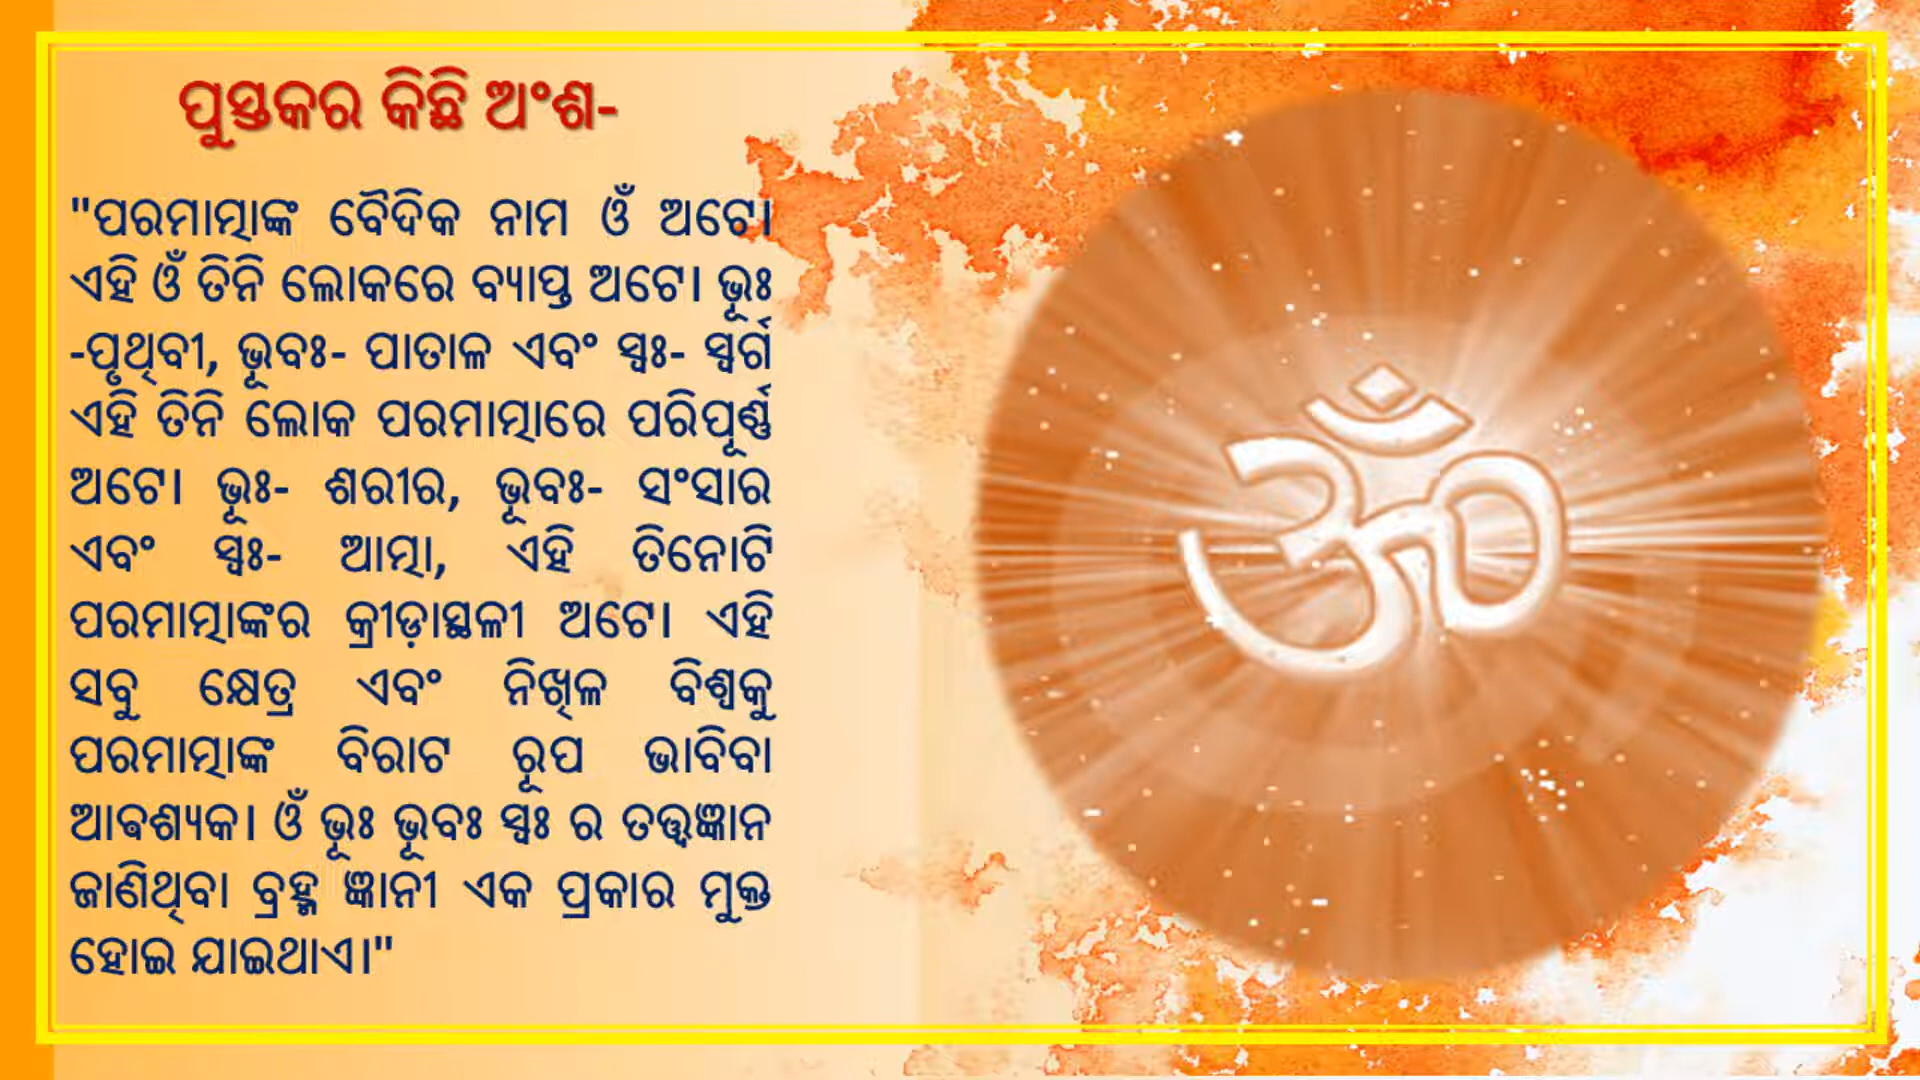 ପୁସ୍ତକର କିଛି ଅଂଶ-
"ପରମାତ୍ମାଙ୍କ ବୈଦିକ ନାମ ଓଁ ଅଟେ।
ଏହି ଓଁ ତିନି ଲୋକରେ ବ୍ୟାପ୍ତ ଅଟେ। ଭୂଃ
-ପୃଥିବୀ, ଭୂବଃ- ପାତାଳ ଏବଂ ସ୍ୱଃ- ସ୍ୱର୍ଗ
ଏହି ତିନି ଲୋକ ପରମାତ୍ମାରେ ପରିପୂର୍ଣ୍ଣ
ଅଟେ। ଭୂଃ- ଶରୀର, ଭୂବଃ- ସଂସାର
ଏବଂ ସ୍ୱଃ- ଆତ୍ମା, ଏହି ତିନୋଟି
ପରମାତ୍ମାଙ୍କର କ୍ରୀଡ଼ାସ୍ଥଳୀ ଅଟେ। ଏହି
ସବୁ କ୍ଷେତ୍ର ଏବଂ ନିଖିଳ ବିଶ୍ୱକୁ
ପରମାତ୍ମାଙ୍କ ବିରାଟ ରୂପ ଭାବିବା
ଆବଶ୍ୟକ। ଓଁ ଭୂଃ ଭୂବଃ ସ୍ୱଃ ର ତତ୍ତ୍ୱଜ୍ଞାନ
ଜାଣିଥିବା ବ୍ରହ୍ମ ଜ୍ଞାନୀ ଏକ ପ୍ରକାର ମୁକ୍ତ
ହୋଇ ଯାଇଥାଏ।"
ॐ